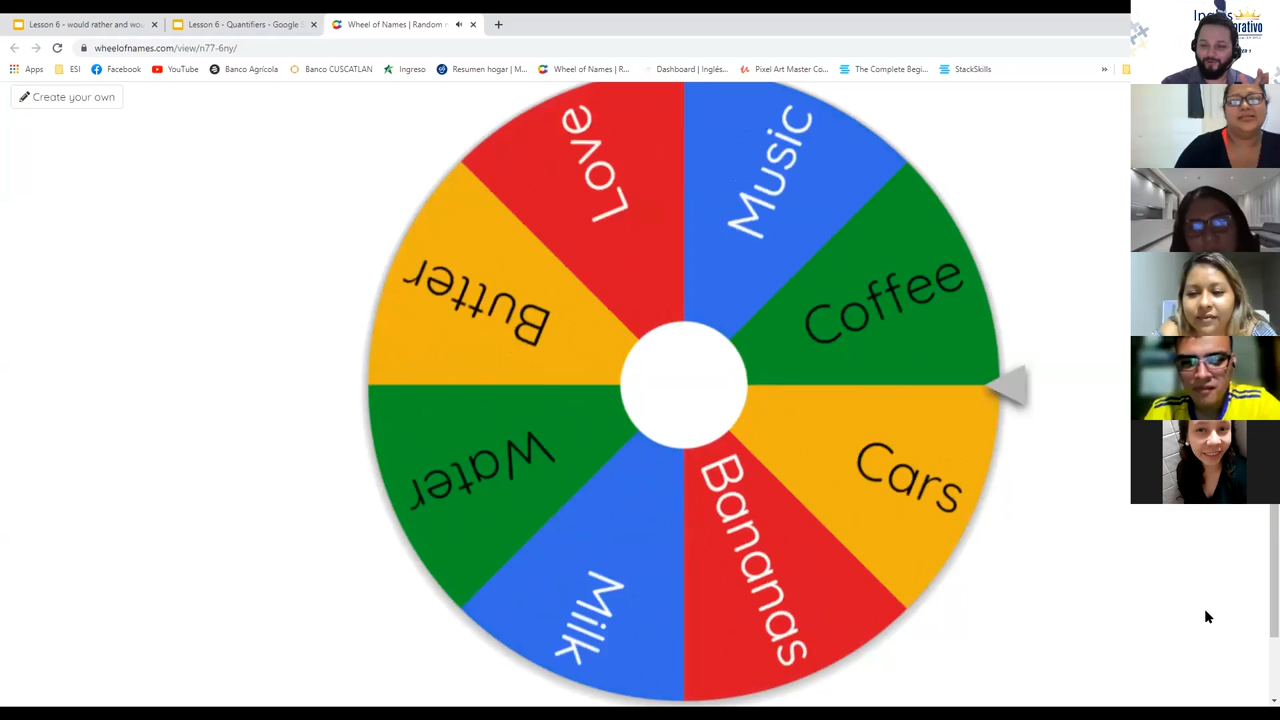 Lesson 6 - would rather and wou
Lesson 6 - Quantifiers - Google S
Wheel of Names | Random n
wheelofnames.com/view/n77-6ny/
Apps
ESI
Facebook
YouTube
Banco Agrícola
Banco CUSCATLAN
Ingreso
Resumen hogar | M...
Wheel of Names | R...
Dashboard | Inglés...
Pixel Art Master Co...
The Complete Begi...
StackSkills
»
Create your own
Love
Music
Butter
Coffee
Water
Cars
Milk
Bananas